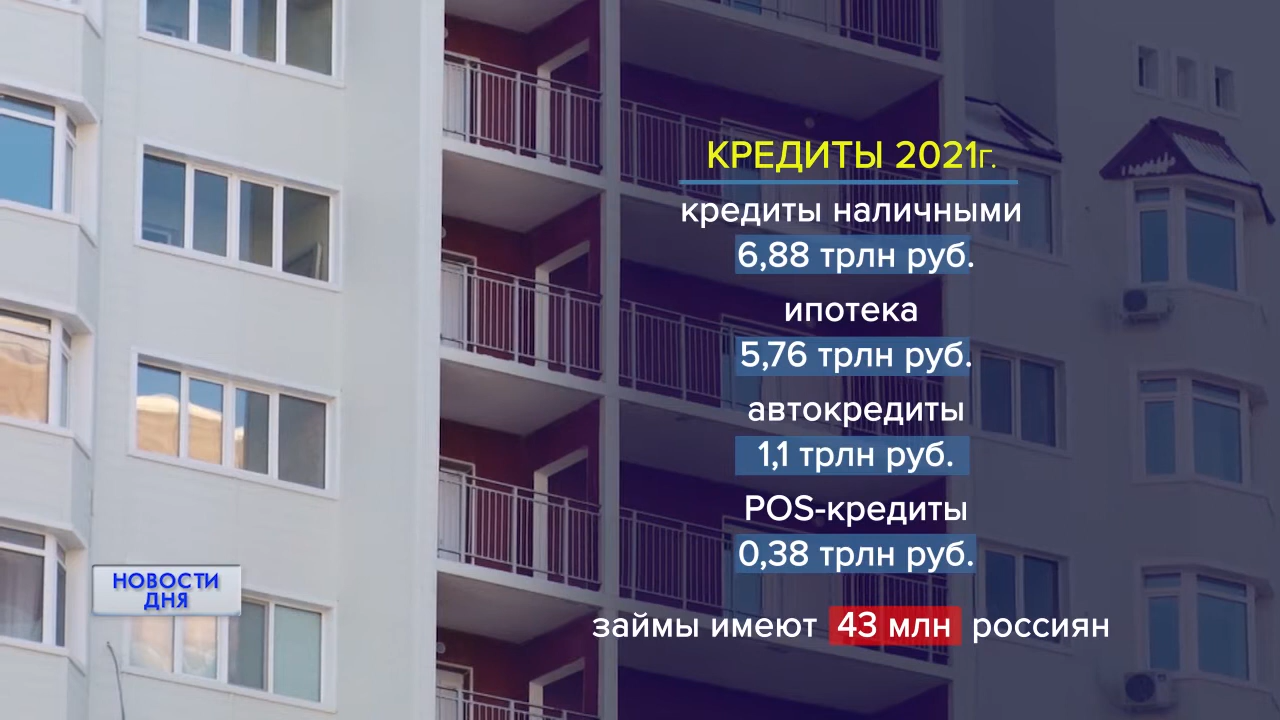 КРЕДИТЫ 2021г.
кредиты наличными
6,88 трлн руб.
ипотека
5,76 трлн руб.
автокредиты
1,1 трлн руб.
POS-кредиты
0,38 трлн руб.
займы имеют 43 млн россиян
НОВОСТИ
ДНЯ